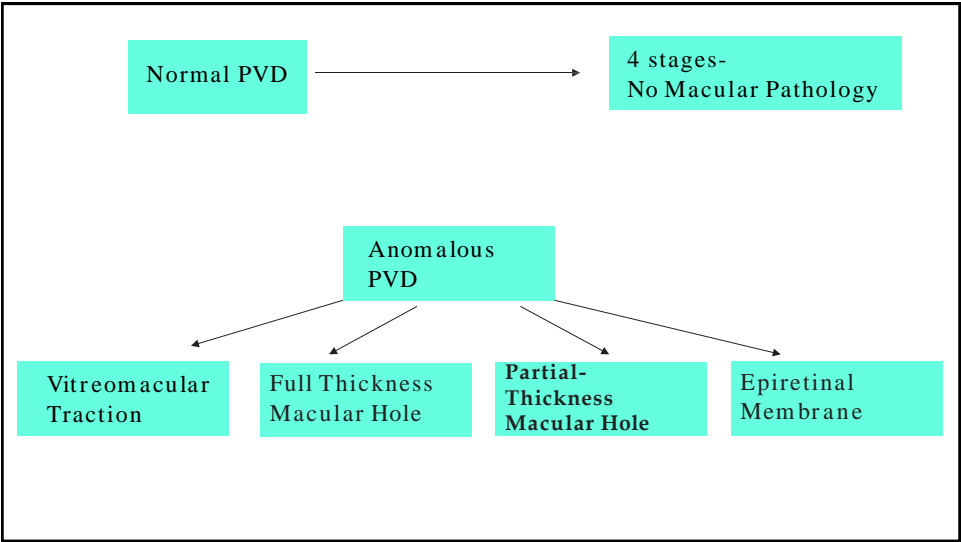 Normal PVD
4 stages-
No Macular Pathology
Anomalous
PVD
Vitreomacular
Traction
Full Thickness
Macular Hole
Partial-
Thickness
Macular Hole
Epiretinal
Membrane